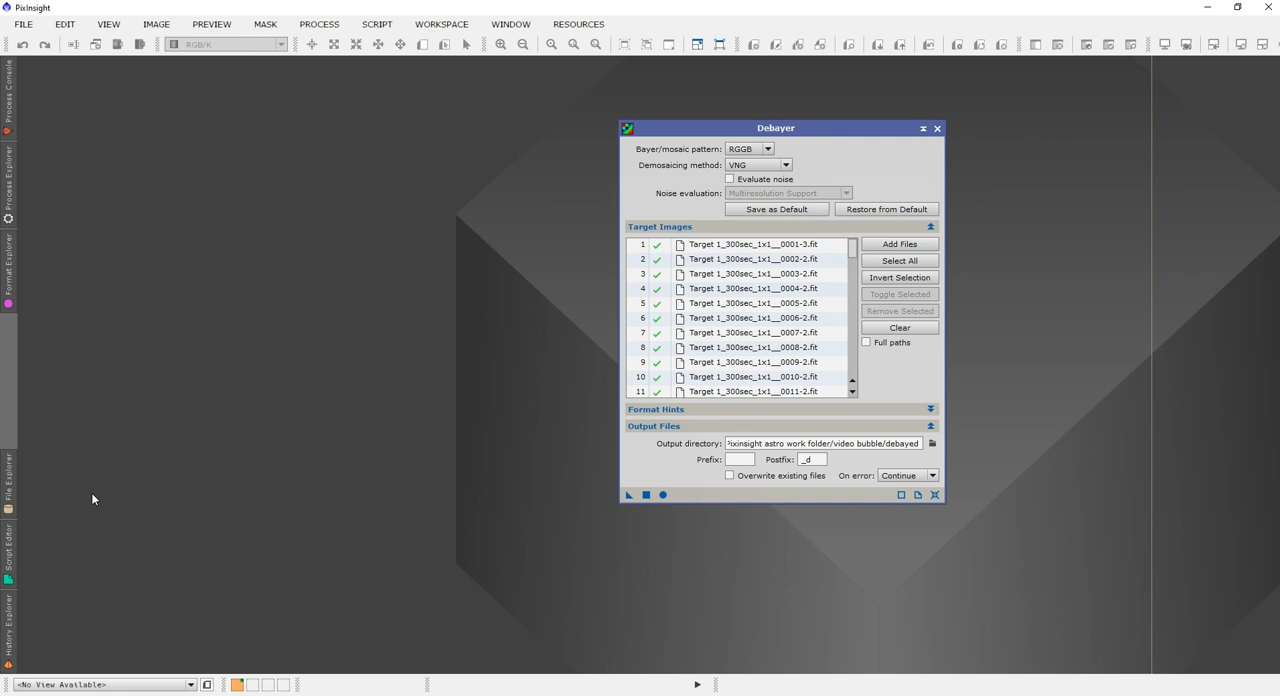 PixInsight
FILE EDIT VIEW IMAGE PREVIEW MASK PROCESS SCRIPT WORKSPACE WINDOW RESOURCES
RGB/K
Process Console
Process Explorer
Format Explorer
File Explorer
Script Editor
History Explorer
Debayer
Bayer/mosaic pattern: RGGB
Demosaicing method: VNG
Evaluate noise
Noise evaluation: Multiresolution Support
Save as Default Restore from Default
Target Images
1 Target 1_300sec_1x1__0001-3.fit
2 Target 1_300sec_1x1__0002-2.fit
3 Target 1_300sec_1x1__0003-2.fit
4 Target 1_300sec_1x1__0004-2.fit
5 Target 1_300sec_1x1__0005-2.fit
6 Target 1_300sec_1x1__0006-2.fit
7 Target 1_300sec_1x1__0007-2.fit
8 Target 1_300sec_1x1__0008-2.fit
9 Target 1_300sec_1x1__0009-2.fit
10 Target 1_300sec_1x1__0010-2.fit
11 Target 1_300sec_1x1__0011-2.fit
Add Files
Select All
Invert Selection
Toggle Selected
Remove Selected
Clear
Full paths
Format Hints
Output Files
Output directory: Pixinsight astro work folder/video bubble/debayed
Prefix: Postfix: _d
Overwrite existing files On error: Continue
<No View Available>